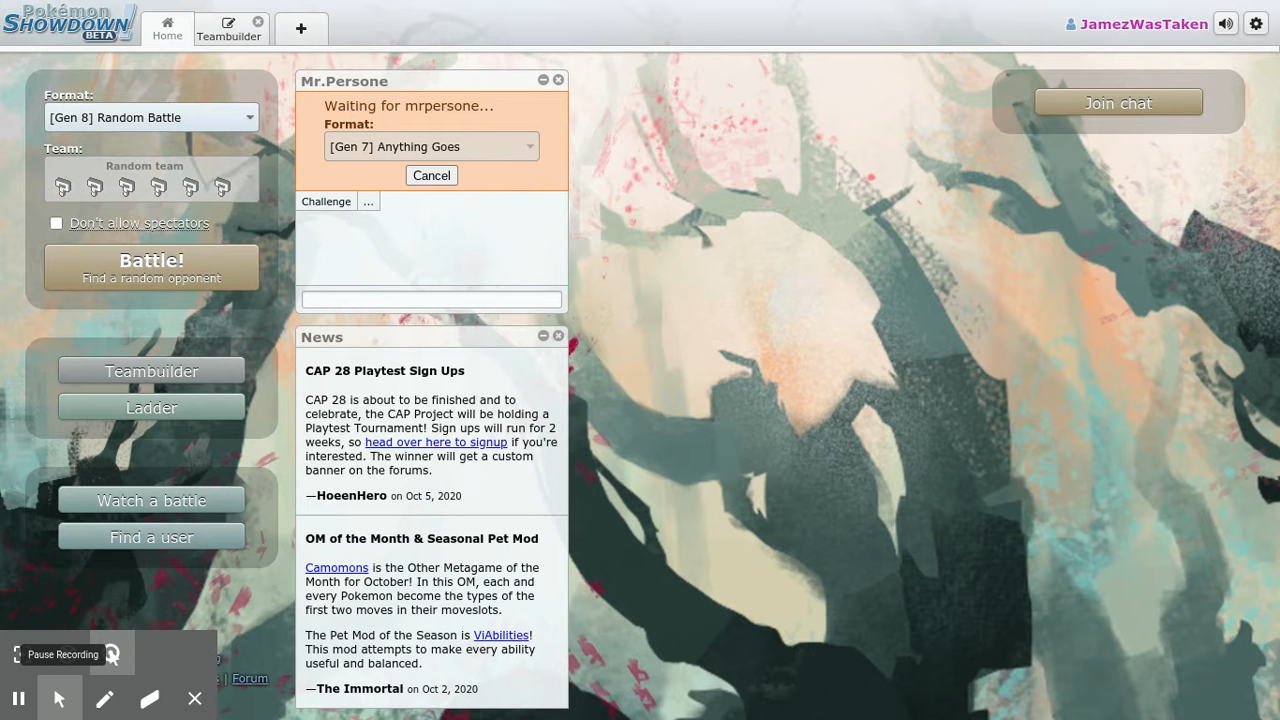 Pokémon
SHOWDOWN!
BETA
Home
Teambuilder
JamezWasTaken
Format:
[Gen 8] Random Battle
Team:
Random team
Don't allow spectators
Battle!
Find a random opponent
Teambuilder
Ladder
Watch a battle
Find a user
| Forum
Pause Recording
Mr.Persone
Waiting for mrpersone...
Format:
[Gen 7] Anything Goes
Cancel
Challenge
...
News
CAP 28 Playtest Sign Ups
CAP 28 is about to be finished and to
celebrate, the CAP Project will be holding a
Playtest Tournament! Sign ups will run for 2
weeks, so head over here to signup if you're
interested. The winner will get a custom
banner on the forums.
—HoeenHero on Oct 5, 2020
OM of the Month & Seasonal Pet Mod
Camomons is the Other Metagame of the
Month for October! In this OM, each and
every Pokemon become the types of the
first two moves in their moveslots.
The Pet Mod of the Season is ViAbilities!
This mod attempts to make every ability
useful and balanced.
—The Immortal on Oct 2, 2020
Join chat